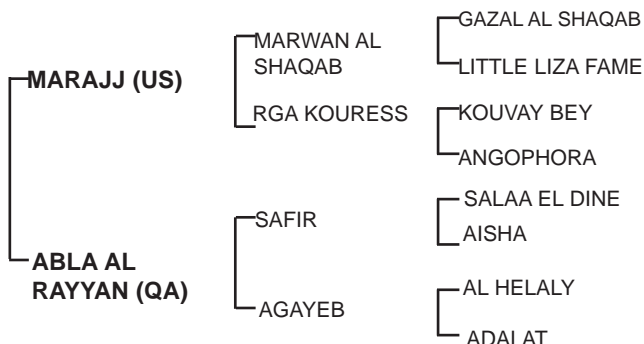 GAZAL AL SHAQAB
MARWAN AL
SHAQAB
LITTLE LIZA FAME
MARAJJ (US)
RGA KOURESS
KOUVAY BEY
ANGOPHORA
SALAA EL DINE
SAFIR
AISHA
ABLA AL
RAYYAN (QA)
AL HELALY
AGAYEB
ADALAT